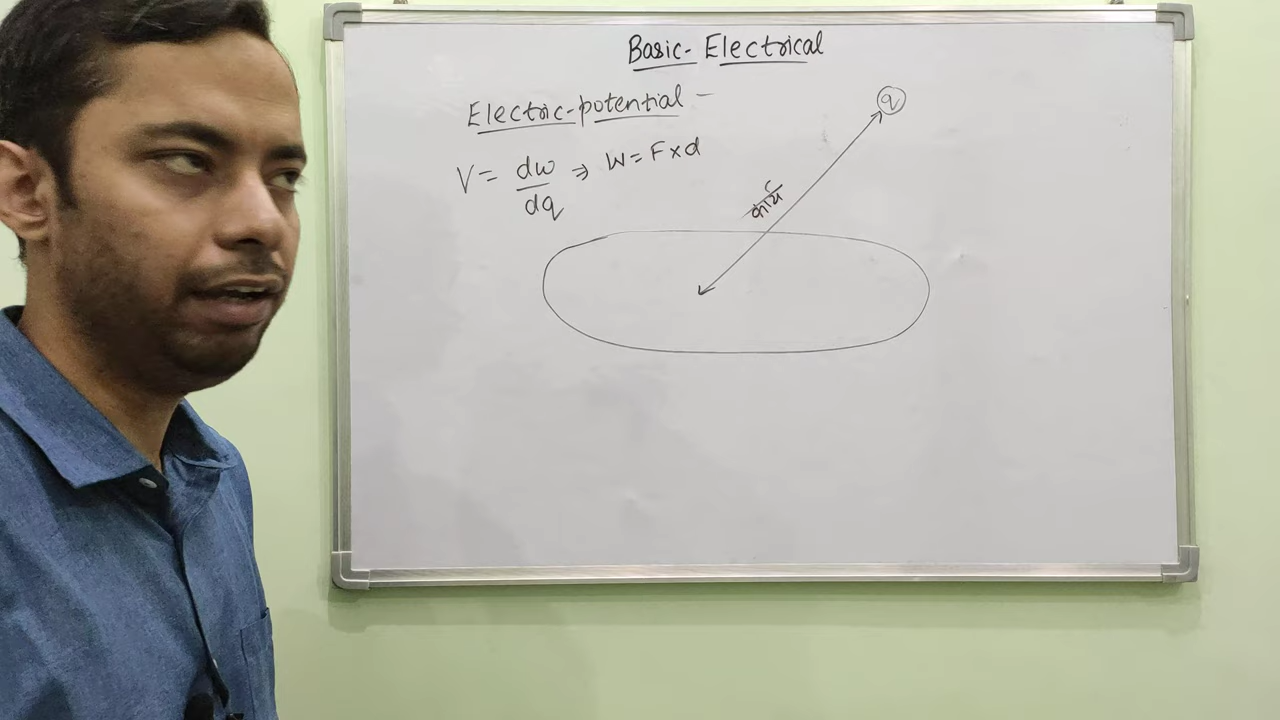 Basic- Electrical
Electric-potential -
q
V = dw/dq ⇒ W = F × d
कार्य